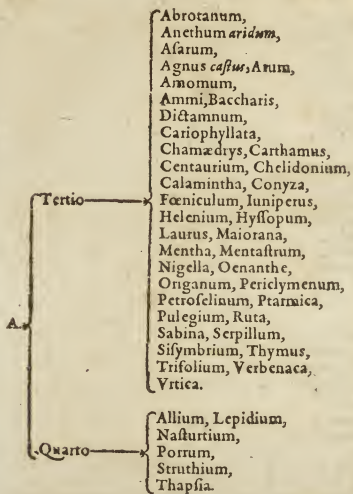 Abrotanum,
Anethum aridum,
Aſarum,
Agnus caſtus, Arum,
Amomum,
Ammi, Baccharis,
Dictamnum,
Cariophyllata,
Chamædrys, Carthamus,
Centaurium, Chelidonium,
Calamintha, Conyza,
A Tertio Fœniculum, Iuniperus,
Helenium, Hyſſopum,
Laurus, Maiorana,
Mentha, Mentaſtrum,
Nigella, Oenanthe,
Origanum, Periclymenum,
Petroſelinum, Ptarmica,
Pulegium, Ruta,
Sabina, Serpillum,
Siſymbrium, Thymus,
Trifolium, Verbenaca,
Vrtica.
Quarto Allium, Lepidium,
Naſturtium,
Porrum,
Struthium,
Thapſia.